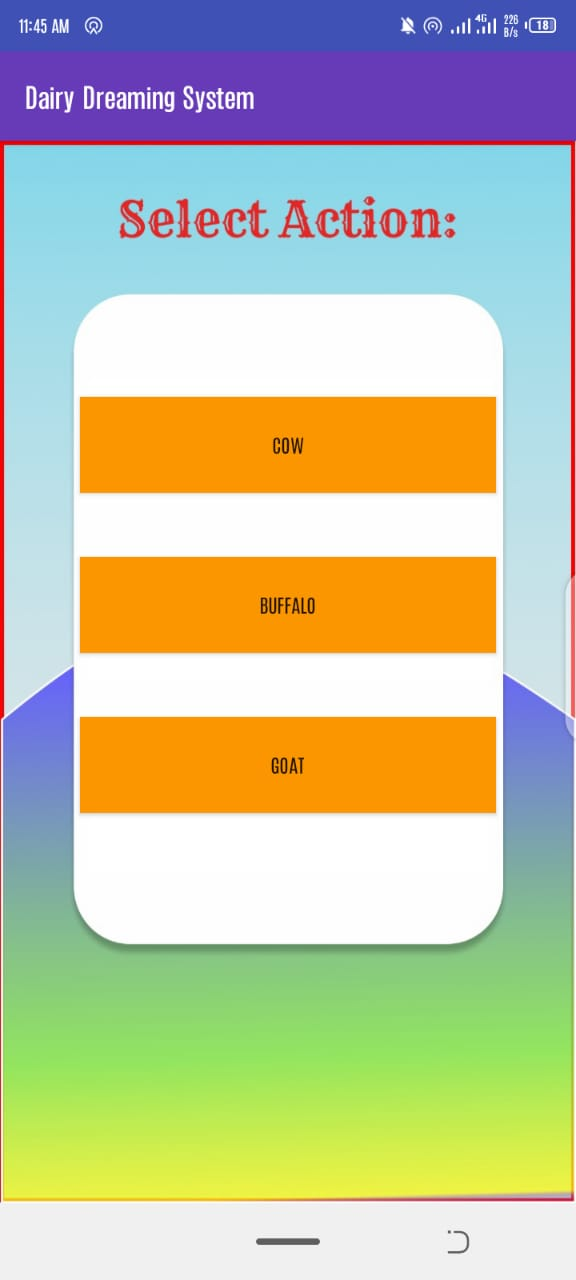 11:45 AM 4G 226 B/s 18
Dairy Dreaming System
Select Action:
COW
BUFFALO
GOAT